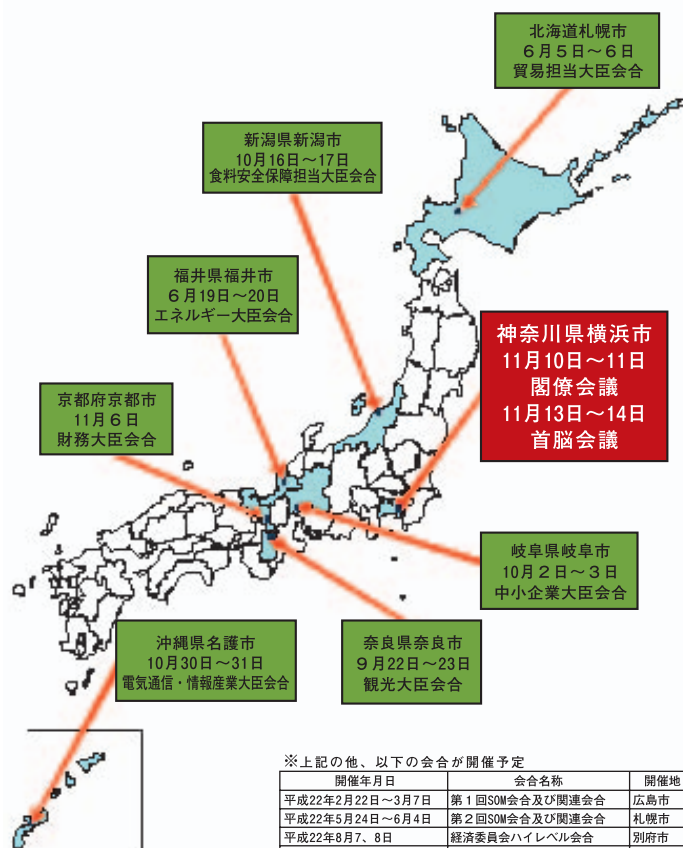 北海道札幌市
6月5日～6日
貿易担当大臣会合
新潟県新潟市
10月16日～17日
食料安全保障担当大臣会合
福井県福井市
6月19日～20日
エネルギー大臣会合
神奈川県横浜市
11月10日～11日
閣僚会議
11月13日～14日
首脳会議
京都府京都市
11月6日
財務大臣会合
岐阜県岐阜市
10月2日～3日
中小企業大臣会合
沖縄県名護市
10月30日～31日
電気通信・情報産業大臣会合
奈良県奈良市
9月22日～23日
観光大臣会合
※上記の他、以下の会合が開催予定
開催年月日 会合名称 開催地
平成22年2月22日～3月7日 第1回SOM会合及び関連会合 広島市
平成22年5月24日～6月4日 第2回SOM会合及び関連会合 札幌市
平成22年8月7、8日 経済委員会ハイレベル会合 別府市